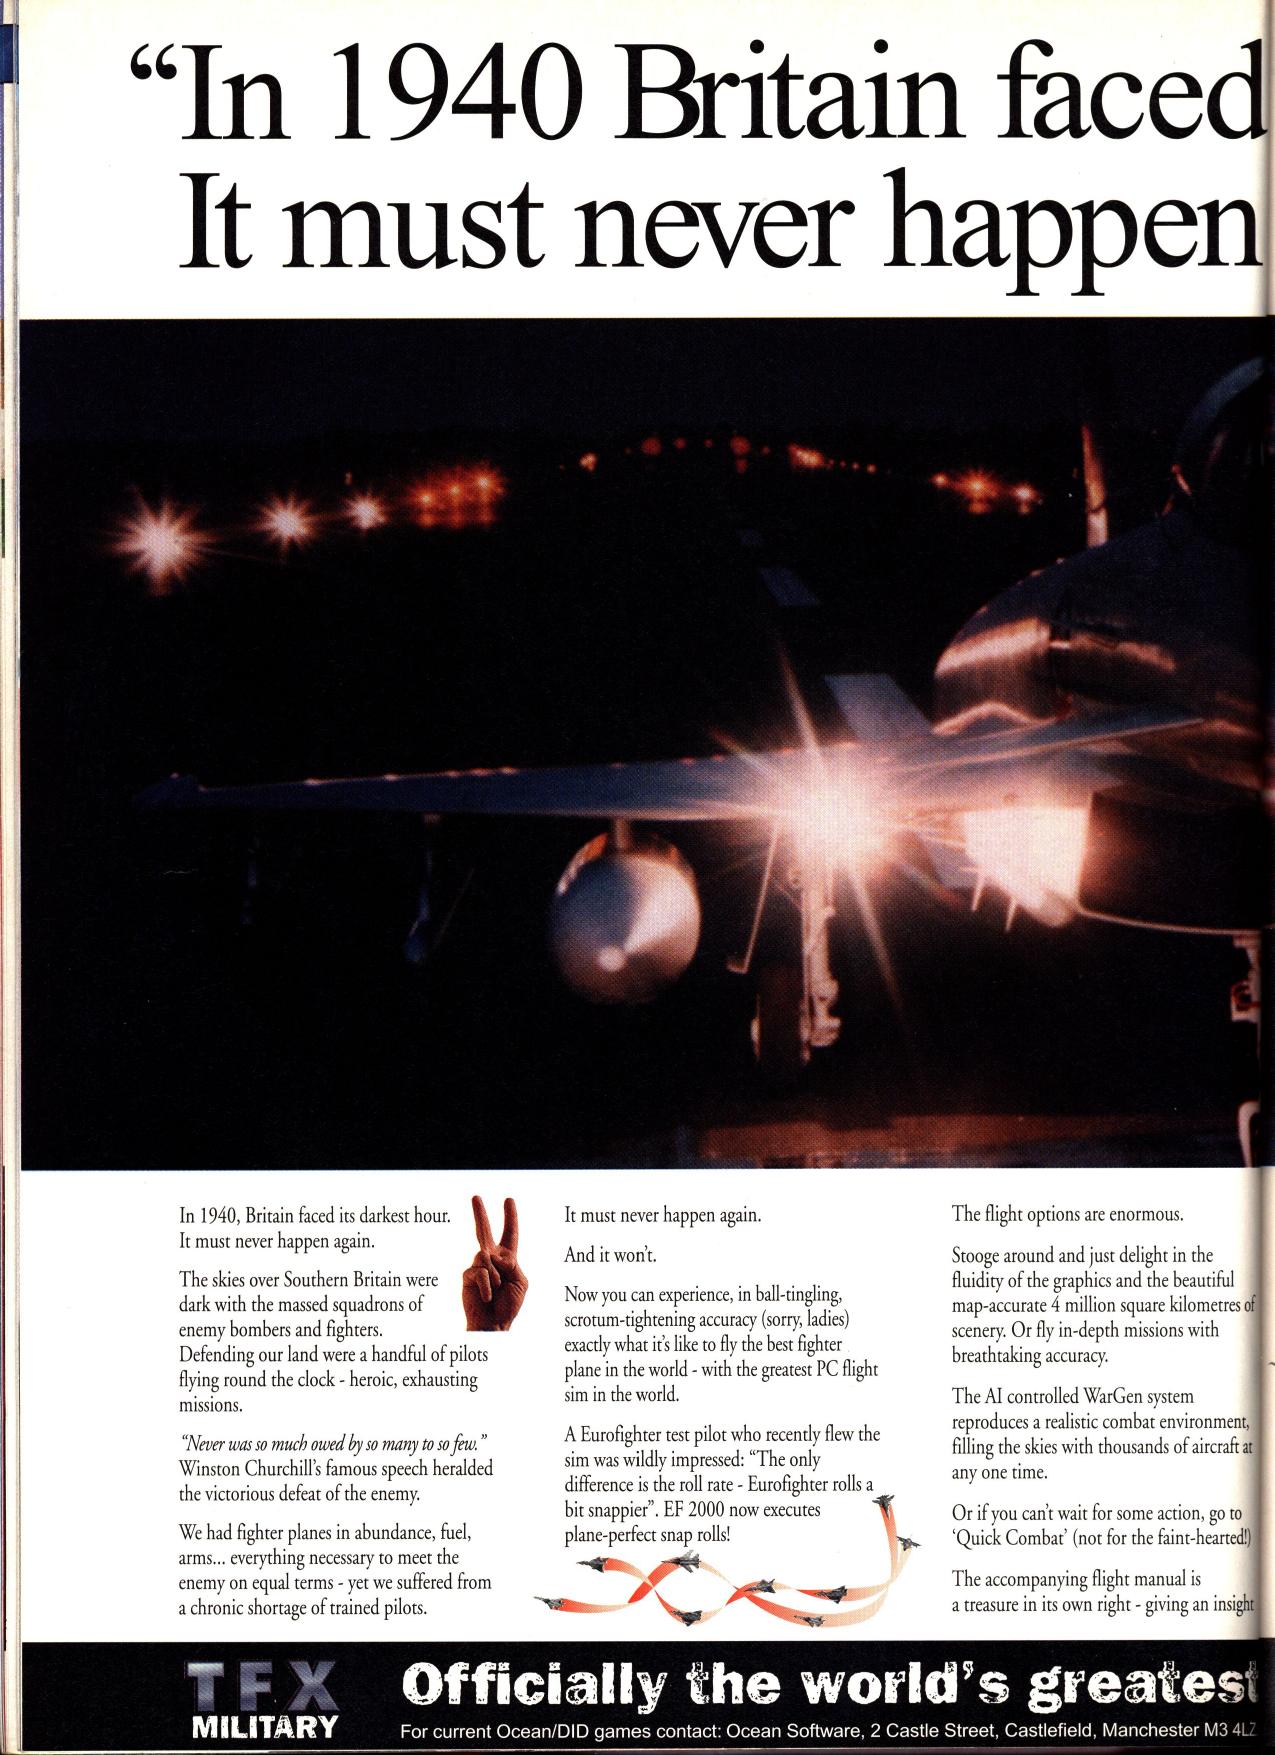 “In 1940 Britain faced
It must never happen
In 1940, Britain faced its darkest hour.
It must never happen again.
The skies over Southern Britain were
dark with the massed squadrons of
enemy bombers and fighters.
Defending our land were a handful of pilots
flying round the clock - heroic, exhausting
missions.
“Never was so much owed by so many to so few.”
Winston Churchill's famous speech heralded
the victorious defeat of the enemy.
We had fighter planes in abundance, fuel,
arms... everything necessary to meet the
enemy on equal terms - yet we suffered from
a chronic shortage of trained pilots.
It must never happen again.
And it won't.
Now you can experience, in ball-tingling,
scrotum-tightening accuracy (sorry, ladies)
exactly what it's like to fly the best fighter
plane in the world - with the greatest PC flight
sim in the world.
A Eurofighter test pilot who recently flew the
sim was wildly impressed: “The only
difference is the roll rate - Eurofighter rolls a
bit snappier”. EF 2000 now executes
plane-perfect snap rolls!
The flight options are enormous.
Stooge around and just delight in the
fluidity of the graphics and the beautiful
map-accurate 4 million square kilometres of
scenery. Or fly in-depth missions with
breathtaking accuracy.
The AI controlled WarGen system
reproduces a realistic combat environment,
filling the skies with thousands of aircraft at
any one time.
Or if you can't wait for some action, go to
‘Quick Combat’ (not for the faint-hearted!)
The accompanying flight manual is
a treasure in its own right - giving an insight
TFX
MILITARY
Officially the world's greatest
For current Ocean/DID games contact: Ocean Software, 2 Castle Street, Castlefield, Manchester M3 4LZ